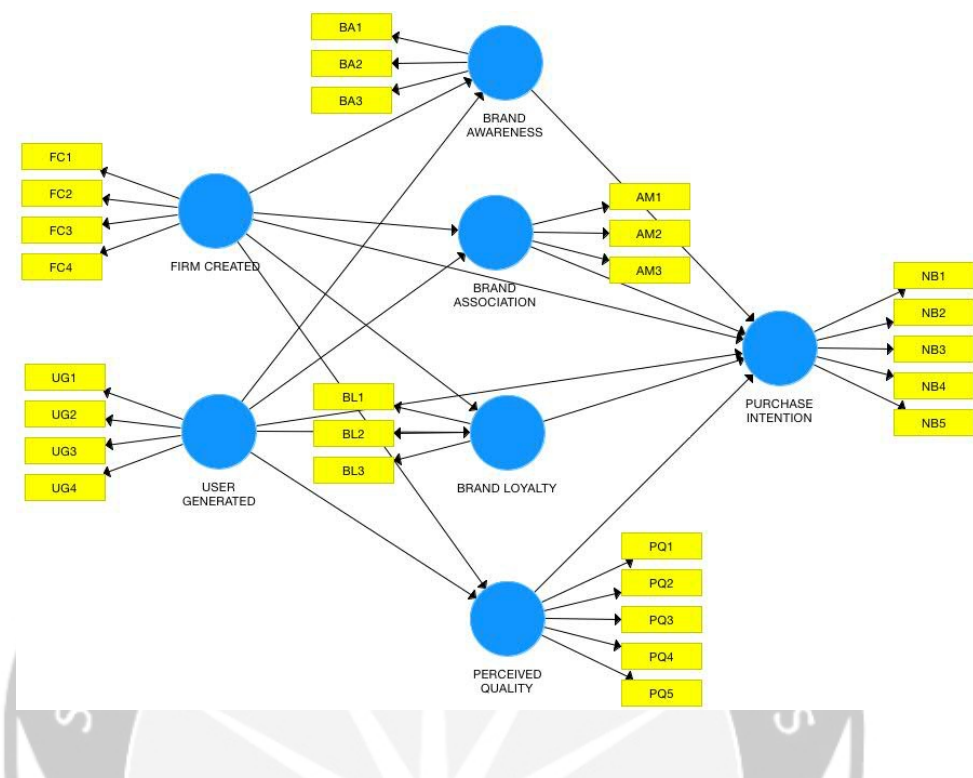 BA1
BA2
BA3
BRAND
AWARENESS
FC1
FC2
FC3
FC4
FIRM CREATED
AM1
AM2
AM3
BRAND
ASSOCIATION
NB1
NB2
NB3
NB4
NB5
PURCHASE
INTENTION
UG1
UG2
UG3
UG4
USER
GENERATED
BL1
BL2
BL3
BRAND LOYALTY
PQ1
PQ2
PQ3
PQ4
PQ5
PERCEIVED
QUALITY
S
S